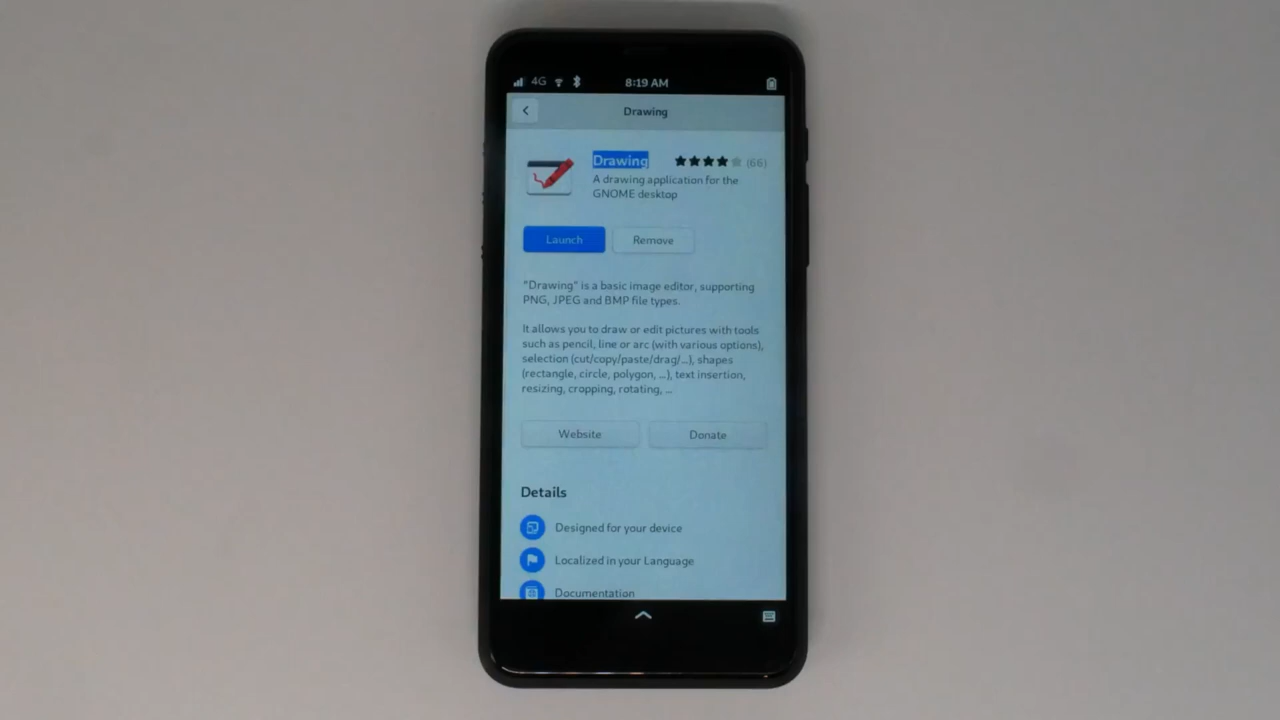 4G
8:19 AM
Drawing
Drawing (66)
A drawing application for the
GNOME desktop
Launch Remove
"Drawing" is a basic image editor, supporting
PNG, JPEG and BMP file types.
It allows you to draw or edit pictures with tools
such as pencil, line or arc (with various options),
selection (cut/copy/paste/drag/...), shapes
(rectangle, circle, polygon, ...), text insertion,
resizing, cropping, rotating, ...
Website Donate
Details
Designed for your device
Localized in your Language
Documentation